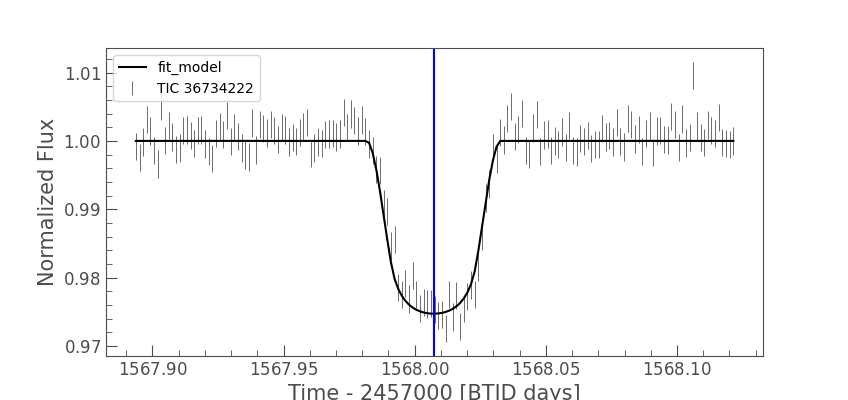 fit_model
TIC 36734222
1.01
1.00
0.99
0.98
0.97
Normalized Flux
1567.90 1567.95 1568.00 1568.05 1568.10
Time - 2457000 [BTJD days]